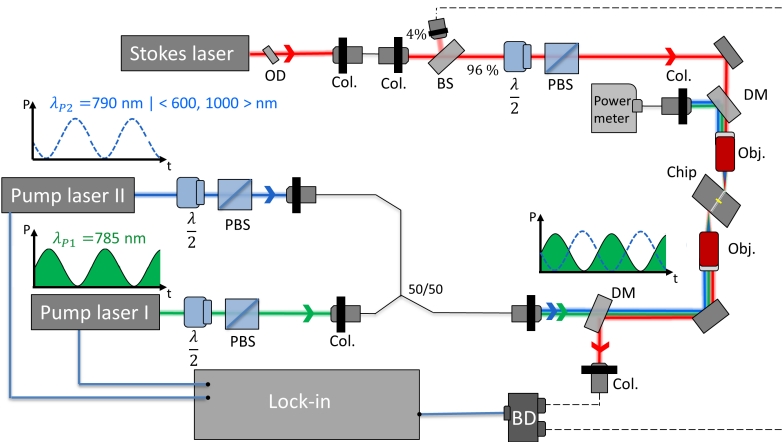 Stokes laser
OD
Col.
Col.
4%
BS
96 %
λ
2
PBS
Col.
DM
Power
meter
Obj.
Chip
Obj.
P
λP2 =790 nm | < 600, 1000 > nm
t
Pump laser II
λ
2
PBS
P
λP1 =785 nm
t
Pump laser I
λ
2
PBS
Col.
50/50
P
t
DM
Col.
Lock-in
BD